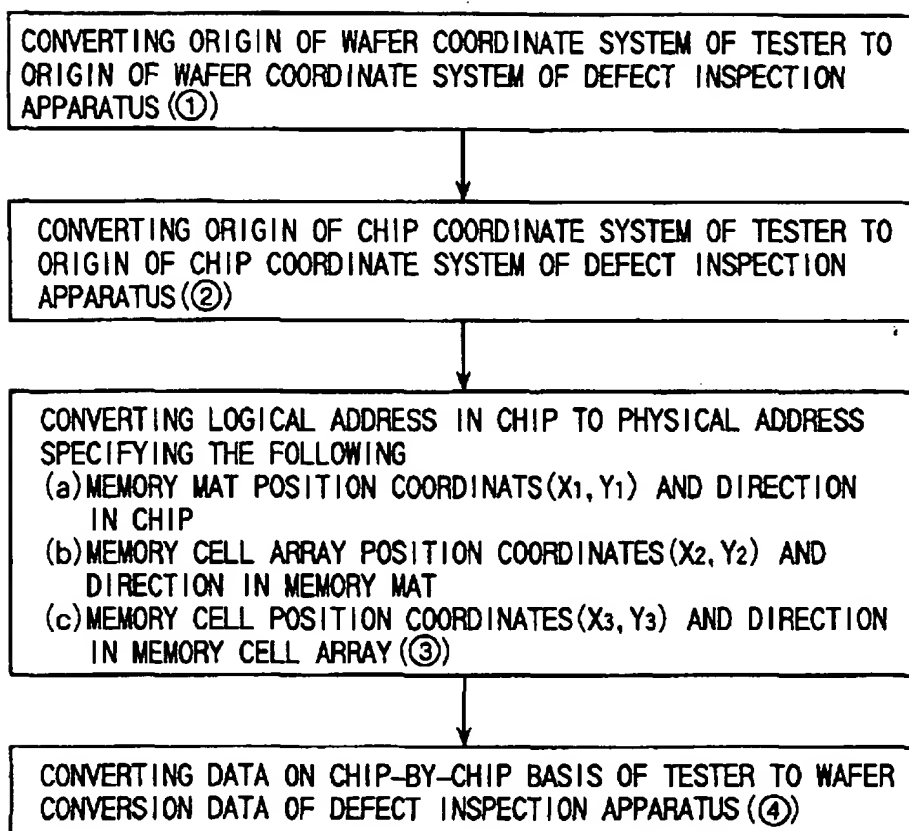 CONVERTING ORIGIN OF WAFER COORDINATE SYSTEM OF TESTER TO
ORIGIN OF WAFER COORDINATE SYSTEM OF DEFECT INSPECTION
APPARATUS(①)
CONVERTING ORIGIN OF CHIP COORDINATE SYSTEM OF TESTER TO
ORIGIN OF CHIP COORDINATE SYSTEM OF DEFECT INSPECTION
APPARATUS(②)
CONVERTING LOGICAL ADDRESS IN CHIP TO PHYSICAL ADDRESS
SPECIFYING THE FOLLOWING
(a)MEMORY MAT POSITION COORDINATS(X1,Y1) AND DIRECTION
IN CHIP
(b)MEMORY CELL ARRAY POSITION COORDINATES(X2,Y2) AND
DIRECTION IN MEMORY MAT
(c)MEMORY CELL POSITION COORDINATES(X3,Y3) AND DIRECTION
IN MEMORY CELL ARRAY(③)
CONVERTING DATA ON CHIP-BY-CHIP BASIS OF TESTER TO WAFER
CONVERSION DATA OF DEFECT INSPECTION APPARATUS(④)